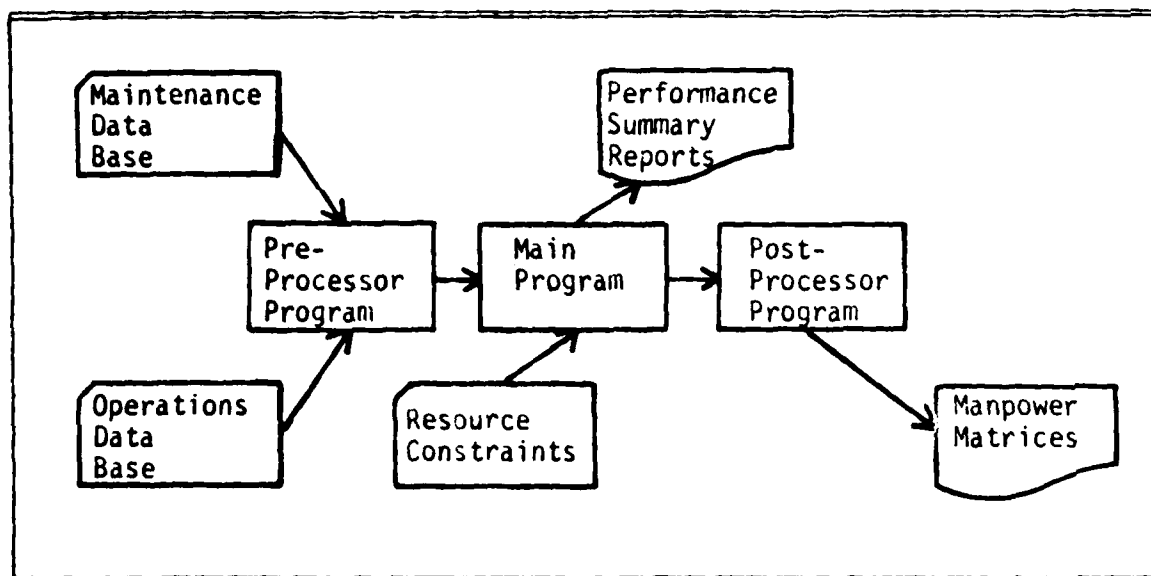 Maintenance
Data
Base
Performance
Summary
Reports
Pre-
Processor
Program
Main
Program
Post-
Processor
Program
Operations
Data
Base
Resource
Constraints
Manpower
Matrices